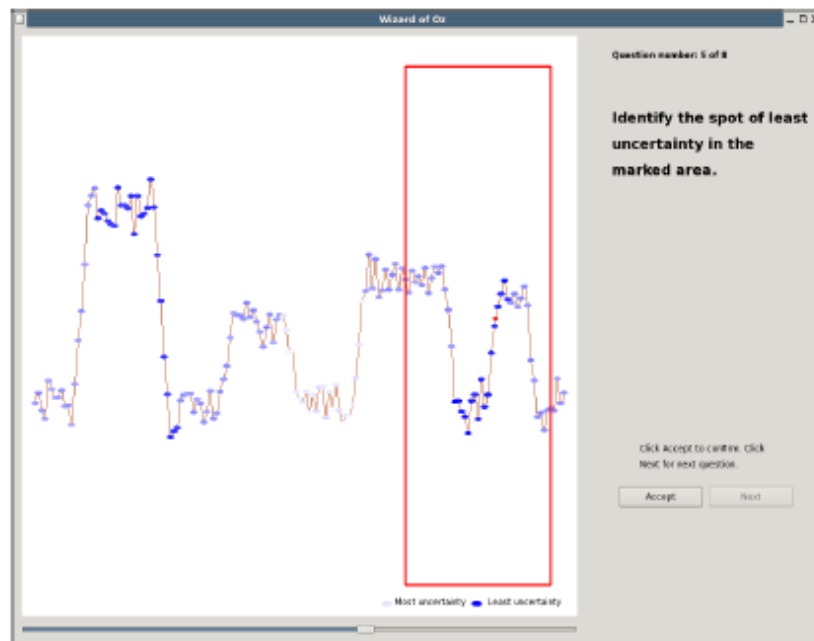 Wizard of Oz
Question number: 5 of 8
Identify the spot of least
uncertainty in the
marked area.
Click Accept to confirm. Click
Next for next question.
Accept Next
Most uncertainty Least uncertainty